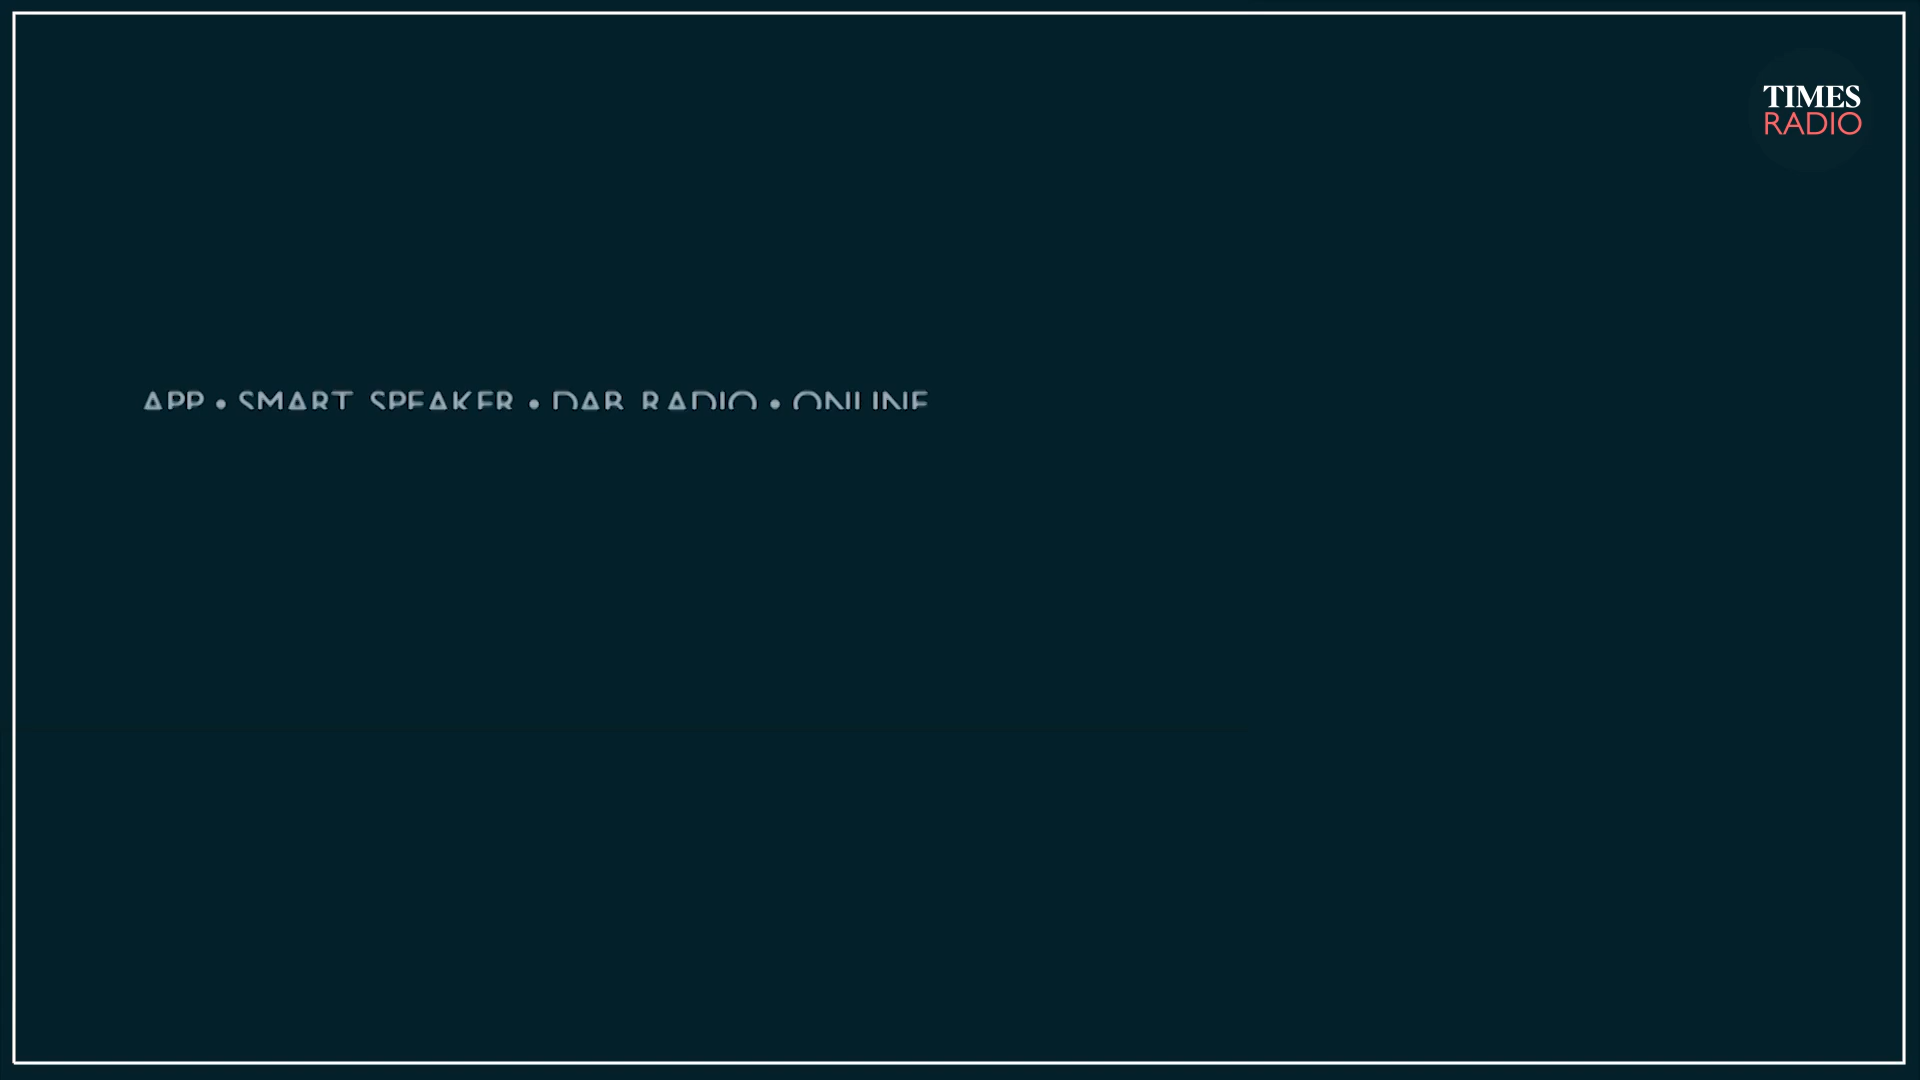 TIMES
RADIO
APP • SMART SPEAKER • DAB RADIO • ONLINE